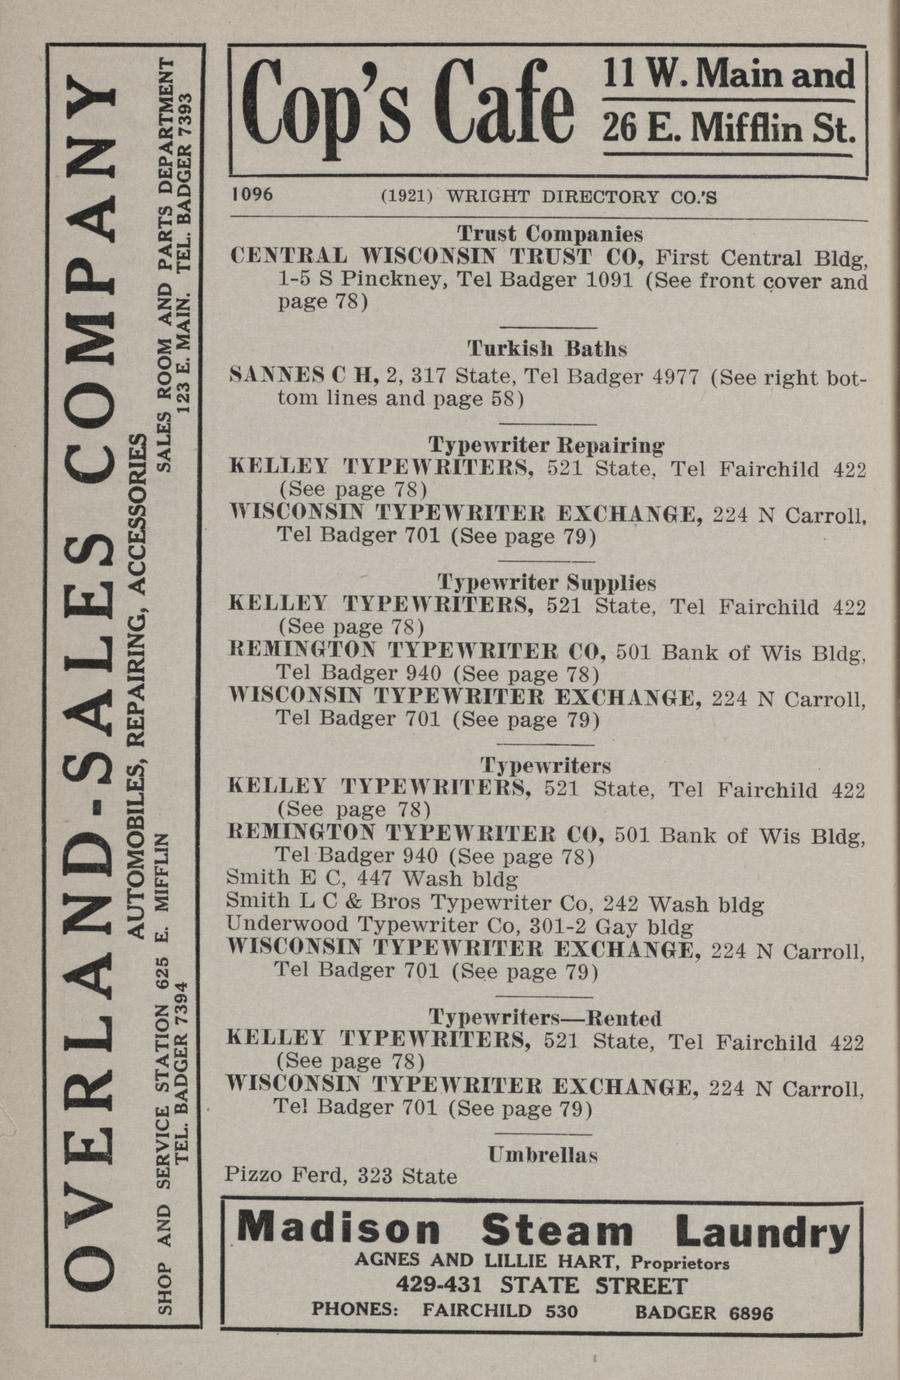 Cop's Cafe
11 W. Main and
26 E. Mifflin St.
1096 (1921) WRIGHT DIRECTORY CO.'S
Trust Companies
CENTRAL WISCONSIN TRUST CO, First Central Bldg,
1-5 S Pinckney, Tel Badger 1091 (See front cover and
page 78)
Turkish Baths
SANNES C H, 2, 317 State, Tel Badger 4977 (See right bot-
tom lines and page 58)
Typewriter Repairing
KELLEY TYPEWRITERS, 521 State, Tel Fairchild 422
(See page 78)
WISCONSIN TYPEWRITER EXCHANGE, 224 N Carroll,
Tel Badger 701 (See page 79)
Typewriter Supplies
KELLEY TYPEWRITERS, 521 State, Tel Fairchild 422
(See page 78)
REMINGTON TYPEWRITER CO, 501 Bank of Wis Bldg,
Tel Badger 940 (See page 78)
WISCONSIN TYPEWRITER EXCHANGE, 224 N Carroll,
Tel Badger 701 (See page 79)
Typewriters
KELLEY TYPEWRITERS, 521 State, Tel Fairchild 422
(See page 78)
REMINGTON TYPEWRITER CO, 501 Bank of Wis Bldg,
Tel Badger 940 (See page 78)
Smith E C, 447 Wash bldg
Smith L C & Bros Typewriter Co, 242 Wash bldg
Underwood Typewriter Co, 301-2 Gay bldg
WISCONSIN TYPEWRITER EXCHANGE, 224 N Carroll,
Tel Badger 701 (See page 79)
Typewriters—Rented
KELLEY TYPEWRITERS, 521 State, Tel Fairchild 422
(See page 78)
WISCONSIN TYPEWRITER EXCHANGE, 224 N Carroll,
Tel Badger 701 (See page 79)
Umbrellas
Pizzo Ferd, 323 State
Madison Steam Laundry
AGNES AND LILLIE HART, Proprietors
429-431 STATE STREET
PHONES: FAIRCHILD 530 BADGER 6896
OVERLAND-SALES COMPANY
AUTOMOBILES, REPAIRING, ACCESSORIES
SHOP AND SERVICE STATION 625 E. MIFFLIN
TEL. BADGER 7394
SALES ROOM AND PARTS DEPARTMENT
123 E. MAIN. TEL. BADGER 7393